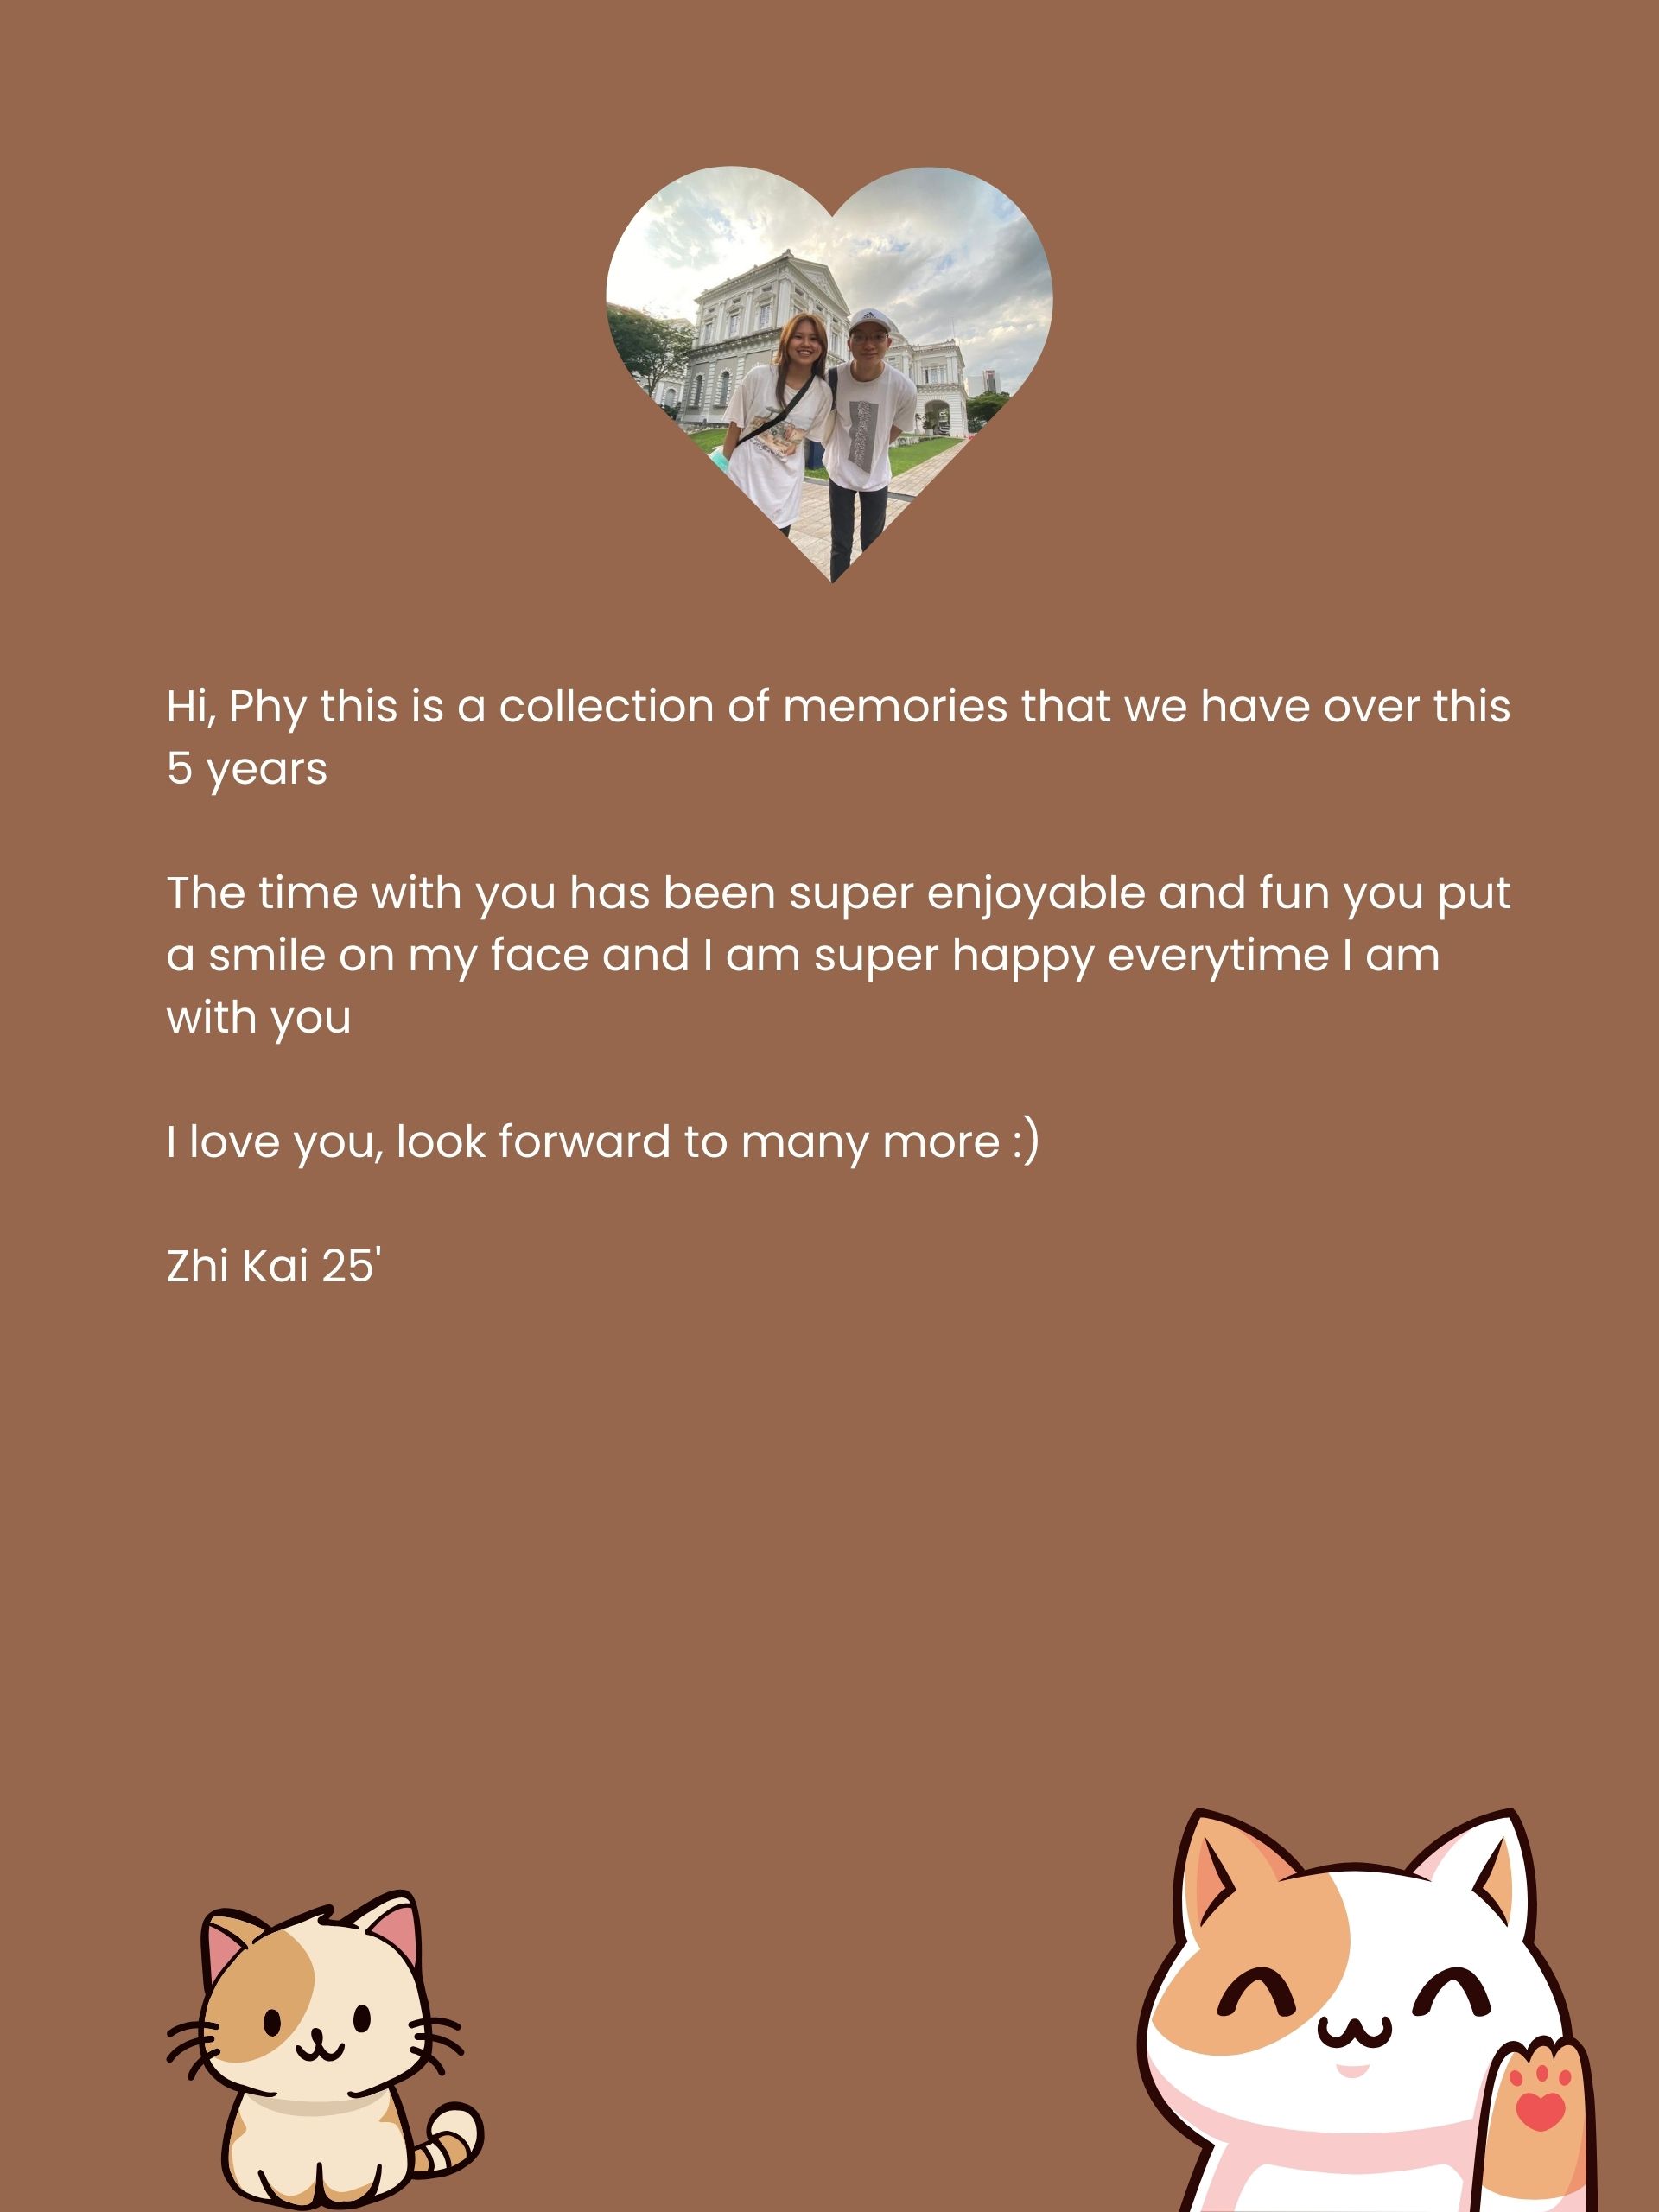 Hi, Phy this is a collection of memories that we have over this
5 years
The time with you has been super enjoyable and fun you put
a smile on my face and I am super happy everytime I am
with you
I love you, look forward to many more :)
Zhi Kai 25'